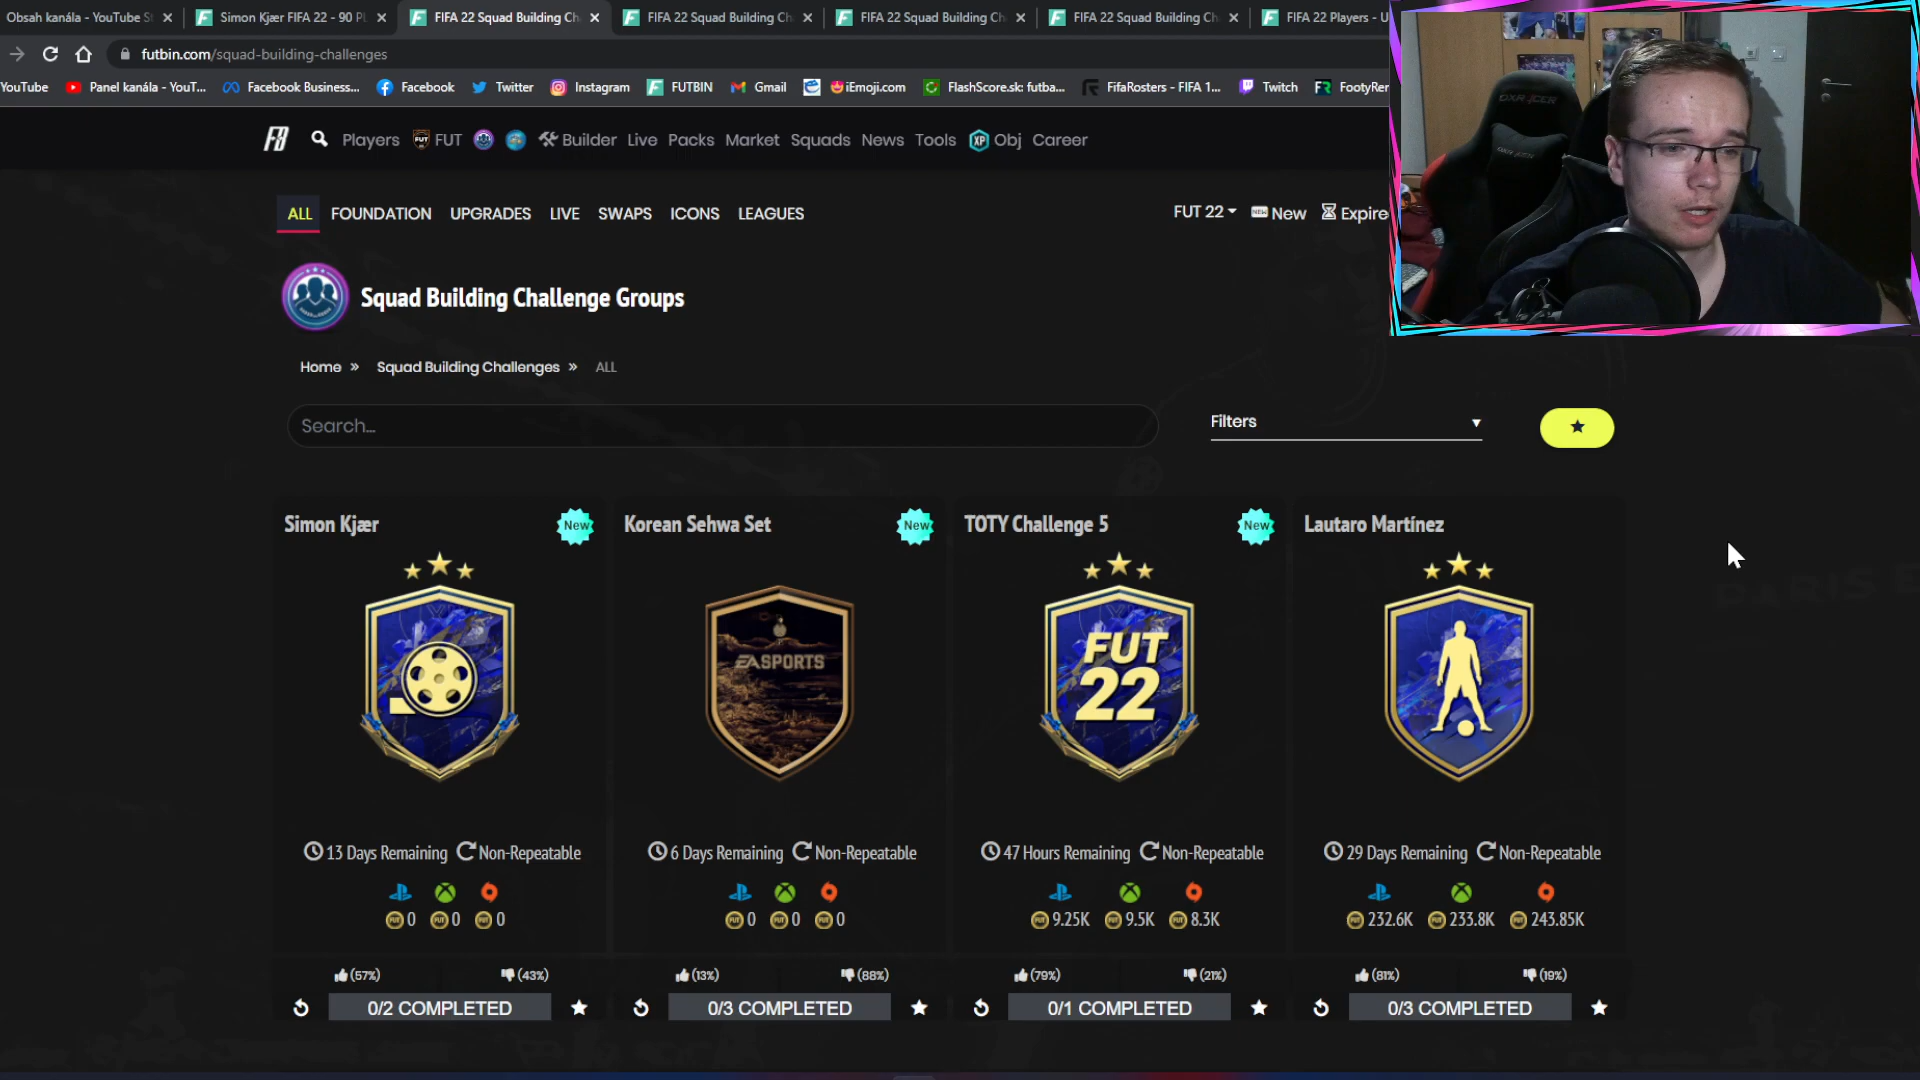 Obsah kanála - YouTube St
Simon Kjær FIFA 22 - 90 Pl
FIFA 22 Squad Building Ch
FIFA 22 Squad Building Ch
FIFA 22 Squad Building Ch
FIFA 22 Squad Building Ch
FIFA 22 Players - U
futbin.com/squad-building-challenges
YouTube
Panel kanála - YouT...
Facebook Business...
Facebook
Twitter
Instagram
FUTBIN
Gmail
iEmoji.com
FlashScore.sk: futba...
FifaRosters - FIFA 1...
Twitch
FootyRen
Players FUT Builder Live Packs Market Squads News Tools XP Obj Career
ALL FOUNDATION UPGRADES LIVE SWAPS ICONS LEAGUES
FUT 22 New Expire
Squad Building Challenge Groups
Home » Squad Building Challenges » ALL
Search...
Filters
Simon Kjær New
Korean Sehwa Set New
TOTY Challenge 5 New
Lautaro Martínez
EA SPORTS
FUT
22
13 Days Remaining Non-Repeatable
6 Days Remaining Non-Repeatable
47 Hours Remaining Non-Repeatable
29 Days Remaining Non-Repeatable
0 0 0
0 0 0
9.25K 9.5K 8.3K
232.6K 233.8K 243.85K
(57%) (43%)
(13%) (88%)
(79%) (21%)
(81%) (19%)
0/2 COMPLETED
0/3 COMPLETED
0/1 COMPLETED
0/3 COMPLETED